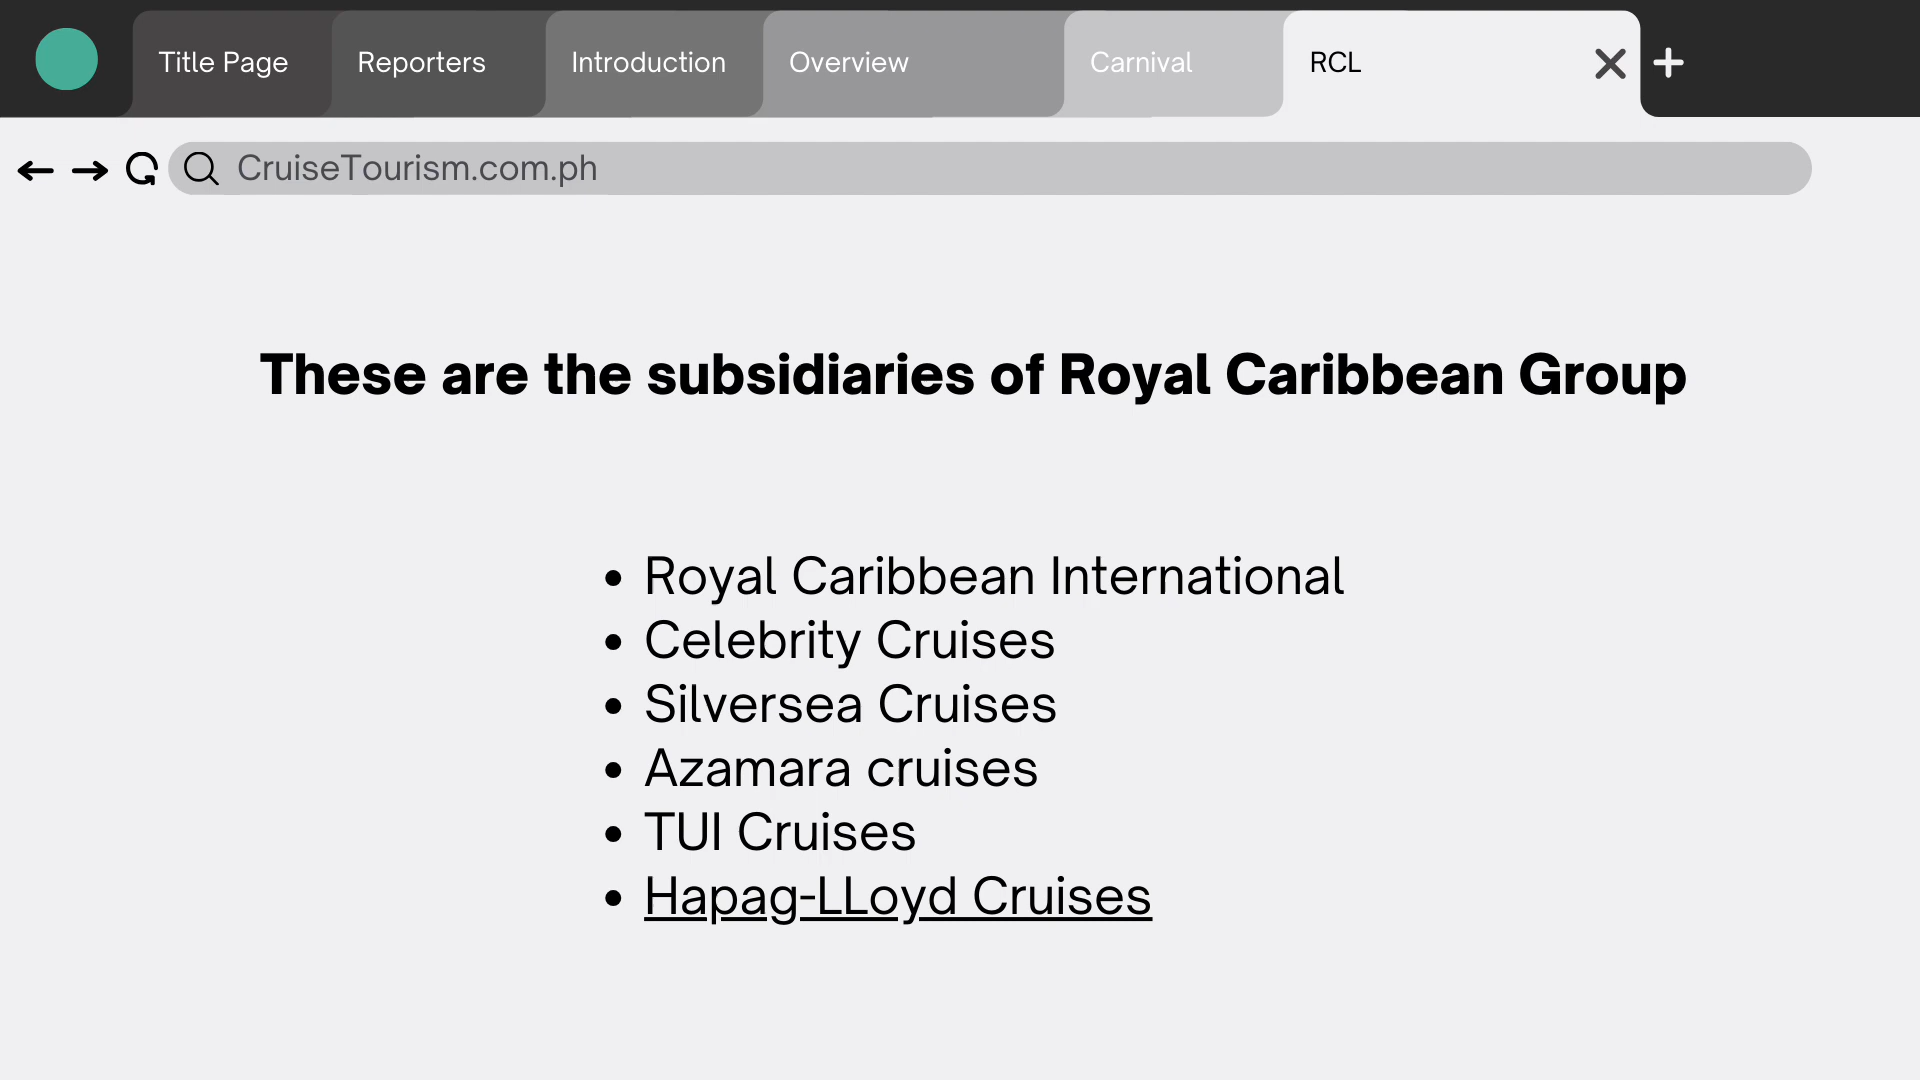 Title Page
Reporters
Introduction
Overview
Carnival
RCL
CruiseTourism.com.ph
These are the subsidiaries of Royal Caribbean Group
• Royal Caribbean International
• Celebrity Cruises
• Silversea Cruises
• Azamara cruises
• TUI Cruises
• Hapag-LLoyd Cruises